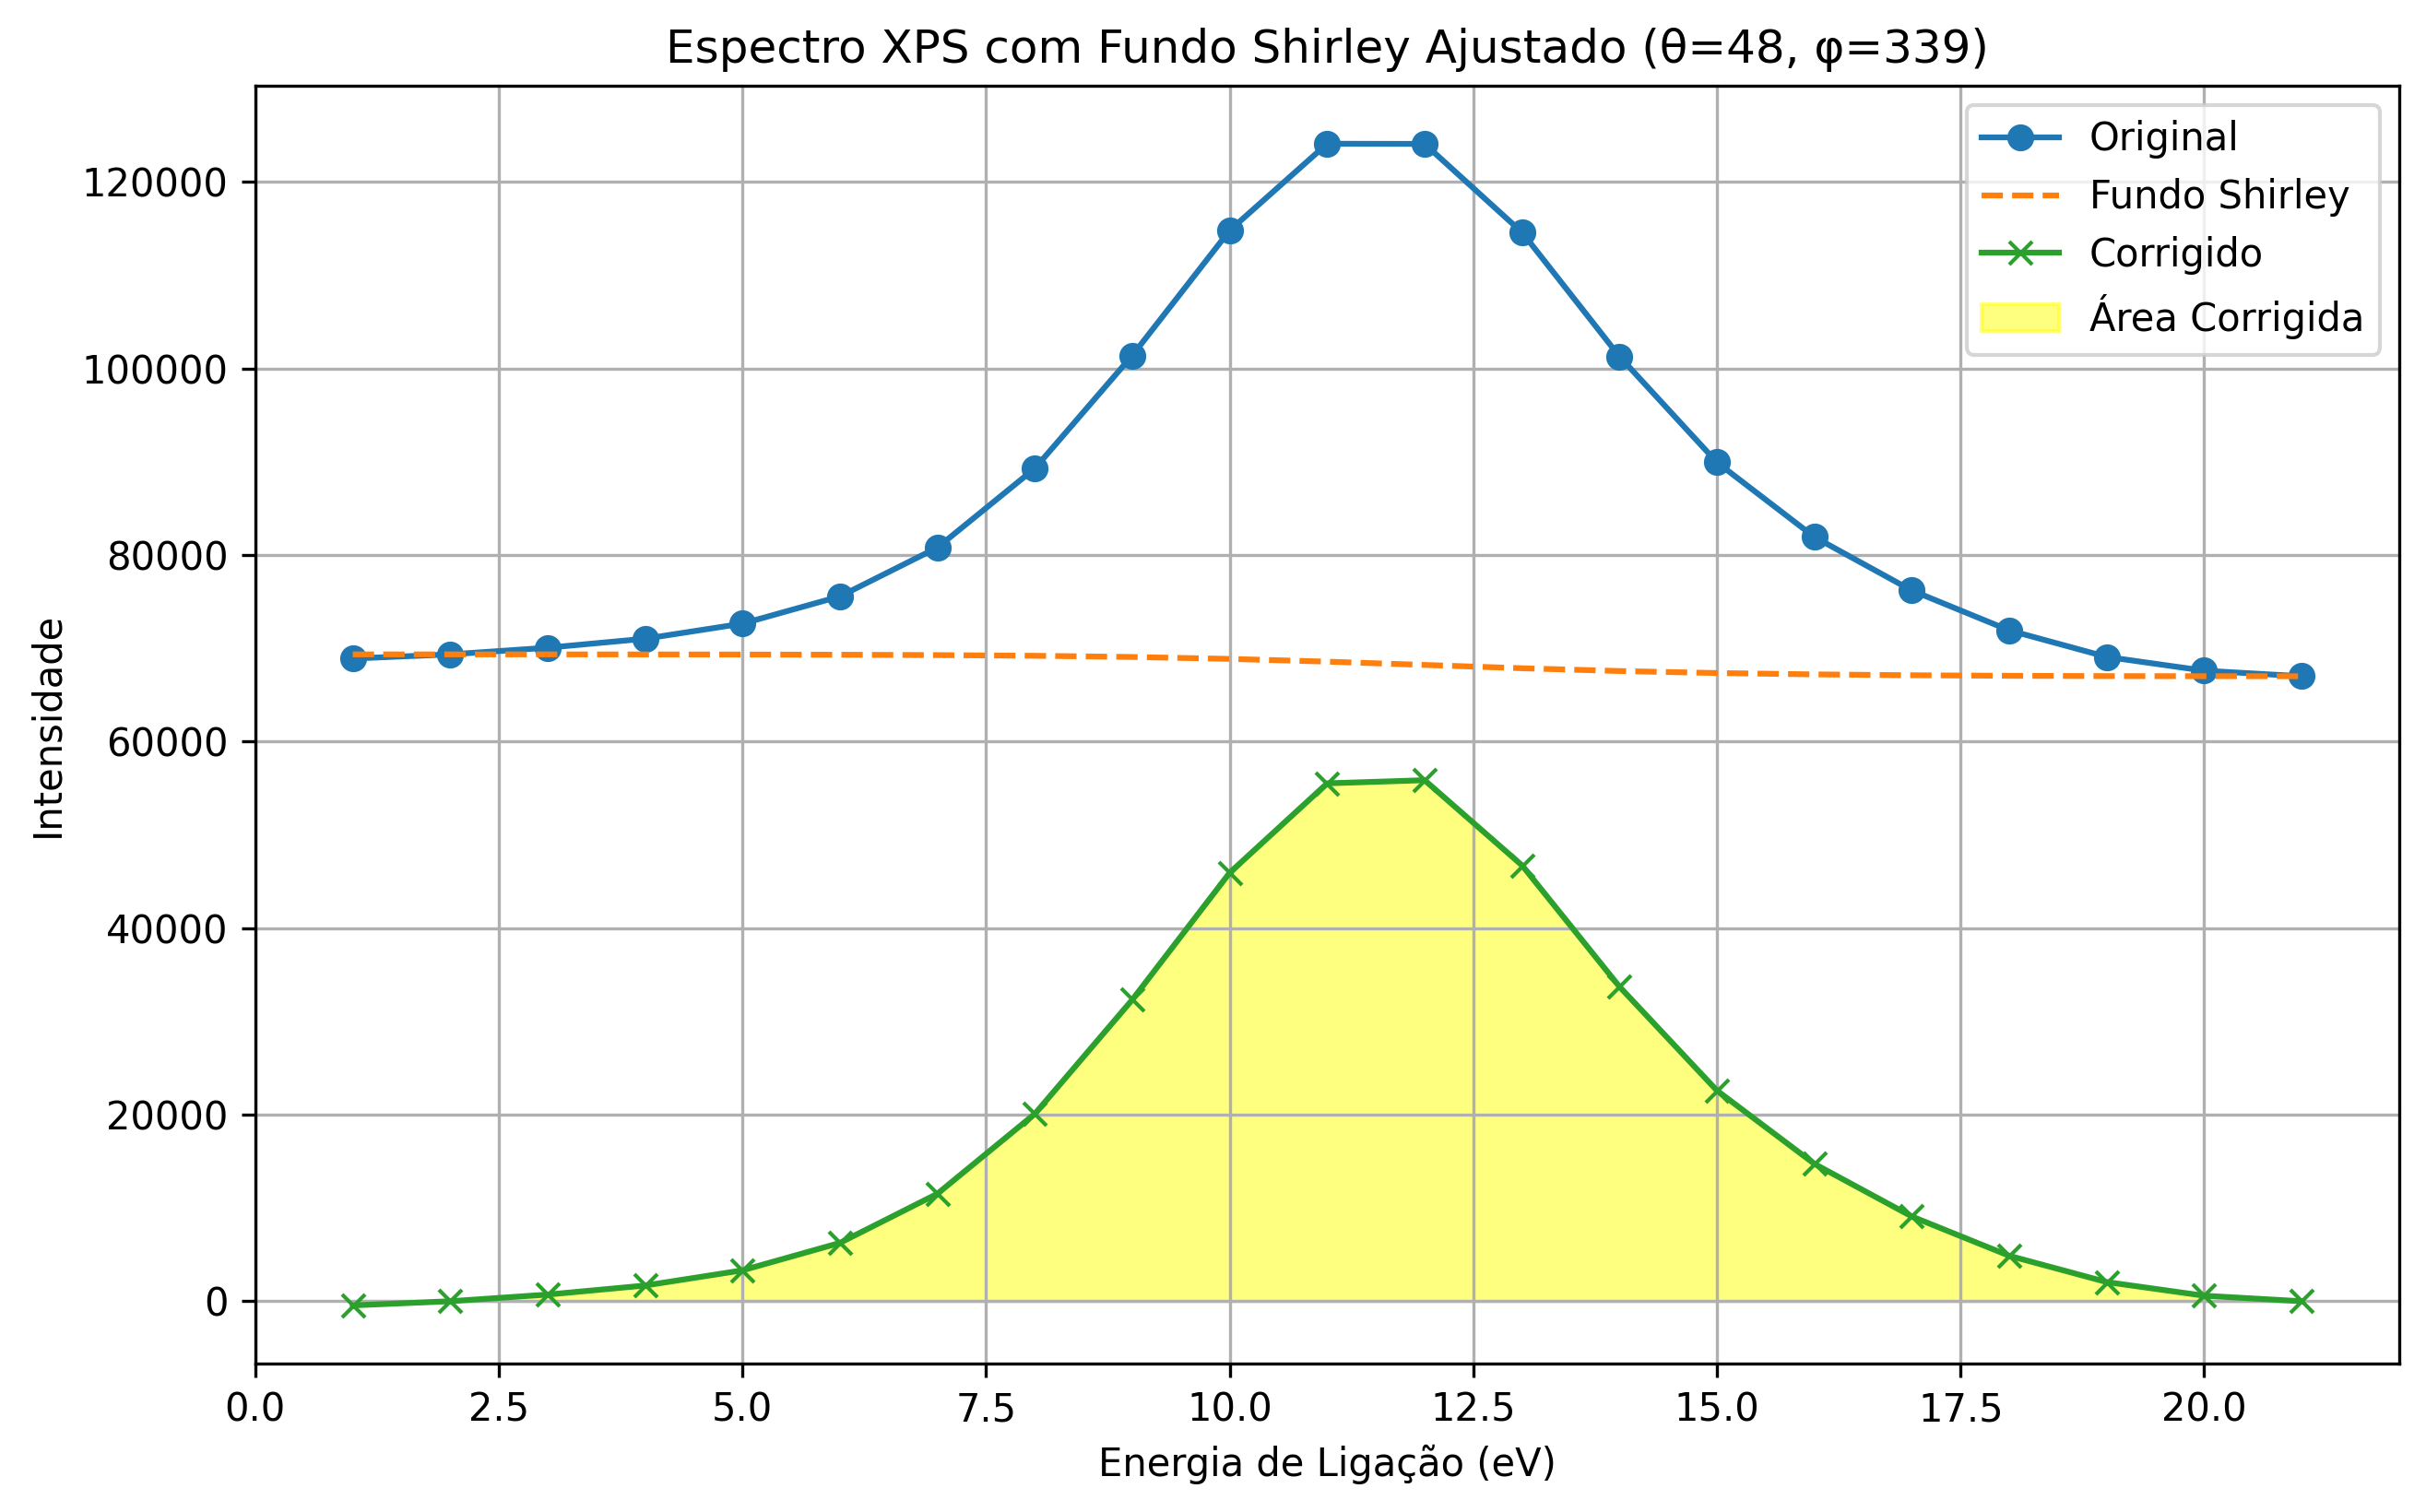 Espectro XPS com Fundo Shirley Ajustado (θ=48, φ=339)
Original
Fundo Shirley
Corrigido
Área Corrigida
120000
100000
80000
60000
40000
20000
0
Intensidade
0.0 2.5 5.0 7.5 10.0 12.5 15.0 17.5 20.0
Energia de Ligação (eV)